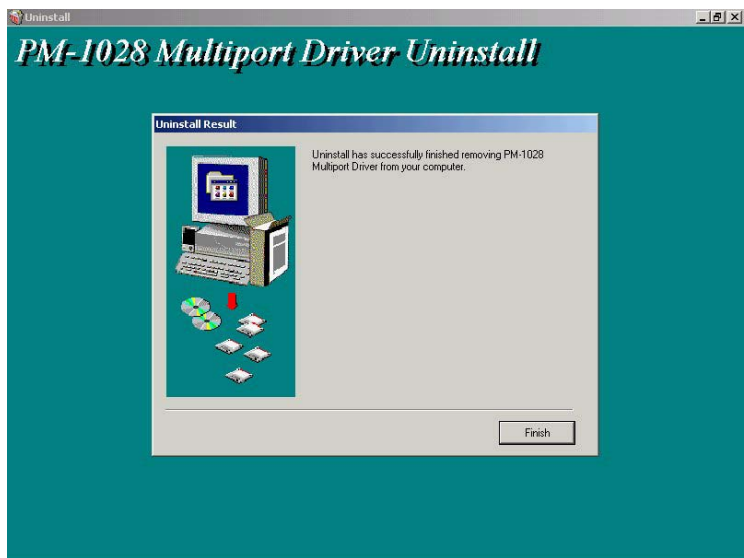 Uninstall
PM-1028 Multiport Driver Uninstall
Uninstall Result
Uninstall has successfully finished removing PM-1028
Multiport Driver from your computer.
Finish